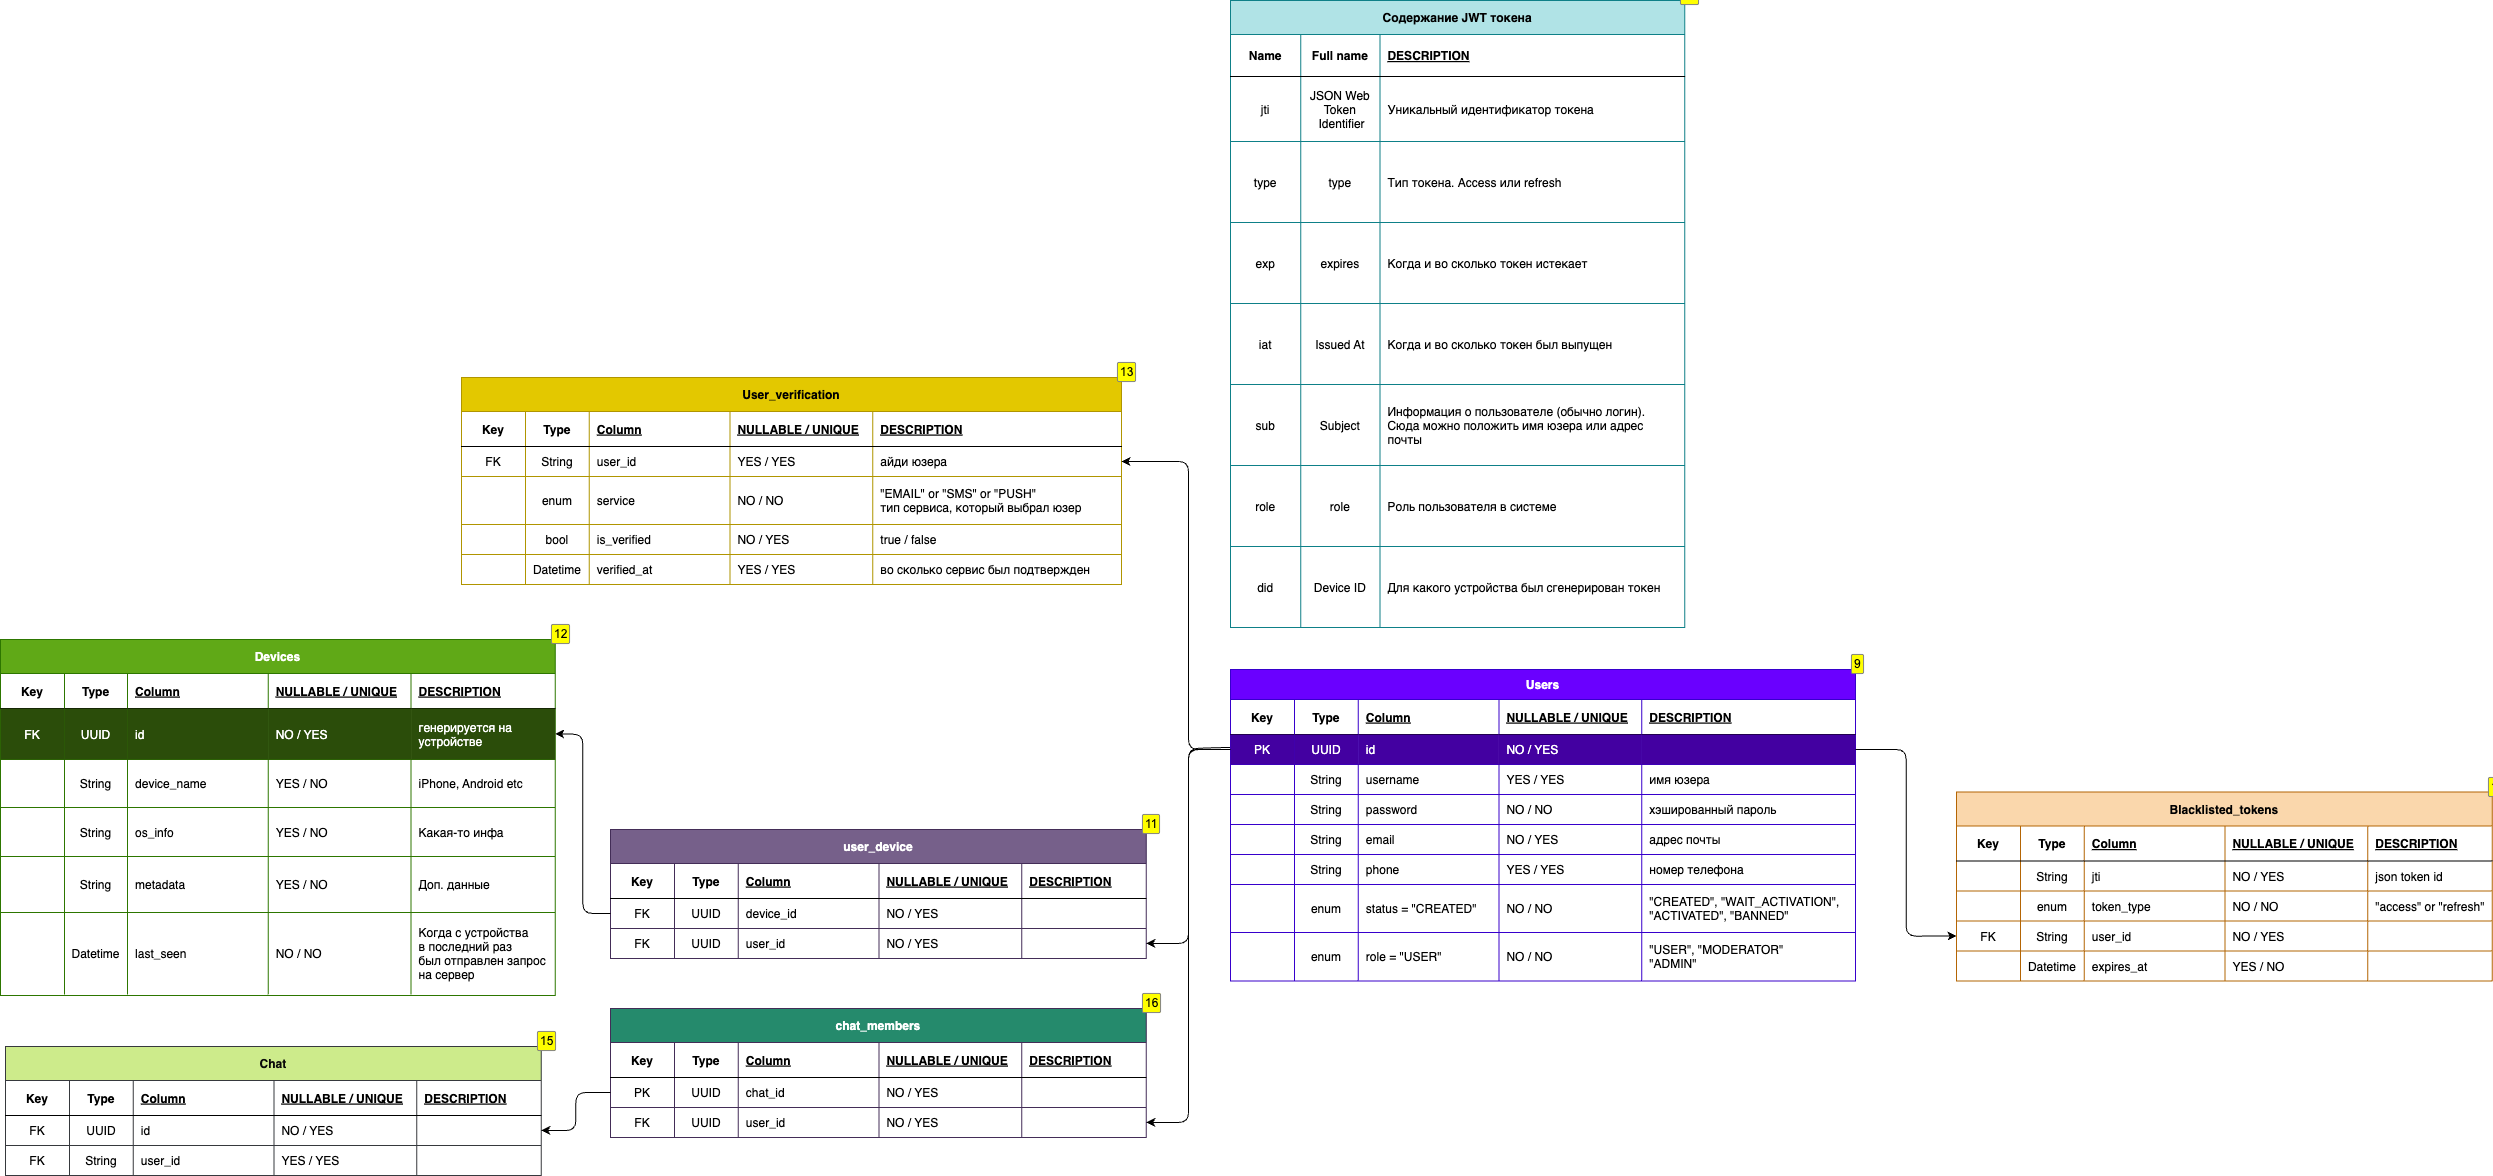 Содержание JWT токена
Name Full name DESCRIPTION
jti JSON Web Token Identifier Уникальный идентификатор токена
type type Тип токена. Access или refresh
exp expires Когда и во сколько токен истекает
iat Issued At Когда и во сколько токен был выпущен
sub Subject Информация о пользователе (обычно логин).
Сюда можно положить имя юзера или адрес
почты
role role Роль пользователя в системе
did Device ID Для какого устройства был сгенерирован токен
13
User_verification
Key Type Column NULLABLE / UNIQUE DESCRIPTION
FK String user_id YES / YES айди юзера
enum service NO / NO "EMAIL" or "SMS" or "PUSH"
тип сервиса, который выбрал юзер
bool is_verified NO / YES true / false
Datetime verified_at YES / YES во сколько сервис был подтвержден
12
Devices
Key Type Column NULLABLE / UNIQUE DESCRIPTION
FK UUID id NO / YES генерируется на
устройстве
String device_name YES / NO iPhone, Android etc
String os_info YES / NO Какая-то инфа
String metadata YES / NO Доп. данные
Datetime last_seen NO / NO Когда с устройства
в последний раз
был отправлен запрос
на сервер
9
Users
Key Type Column NULLABLE / UNIQUE DESCRIPTION
PK UUID id NO / YES
String username YES / YES имя юзера
String password NO / NO хэшированный пароль
String email NO / YES адрес почты
String phone YES / YES номер телефона
enum status = "CREATED" NO / NO "CREATED", "WAIT_ACTIVATION",
"ACTIVATED", "BANNED"
enum role = "USER" NO / NO "USER", "MODERATOR"
"ADMIN"
Blacklisted_tokens
Key Type Column NULLABLE / UNIQUE DESCRIPTION
String jti NO / YES json token id
enum token_type NO / NO "access" or "refresh"
FK String user_id NO / YES
Datetime expires_at YES / NO
11
user_device
Key Type Column NULLABLE / UNIQUE DESCRIPTION
FK UUID device_id NO / YES
FK UUID user_id NO / YES
16
chat_members
Key Type Column NULLABLE / UNIQUE DESCRIPTION
PK UUID chat_id NO / YES
FK UUID user_id NO / YES
15
Chat
Key Type Column NULLABLE / UNIQUE DESCRIPTION
FK UUID id NO / YES
FK String user_id YES / YES